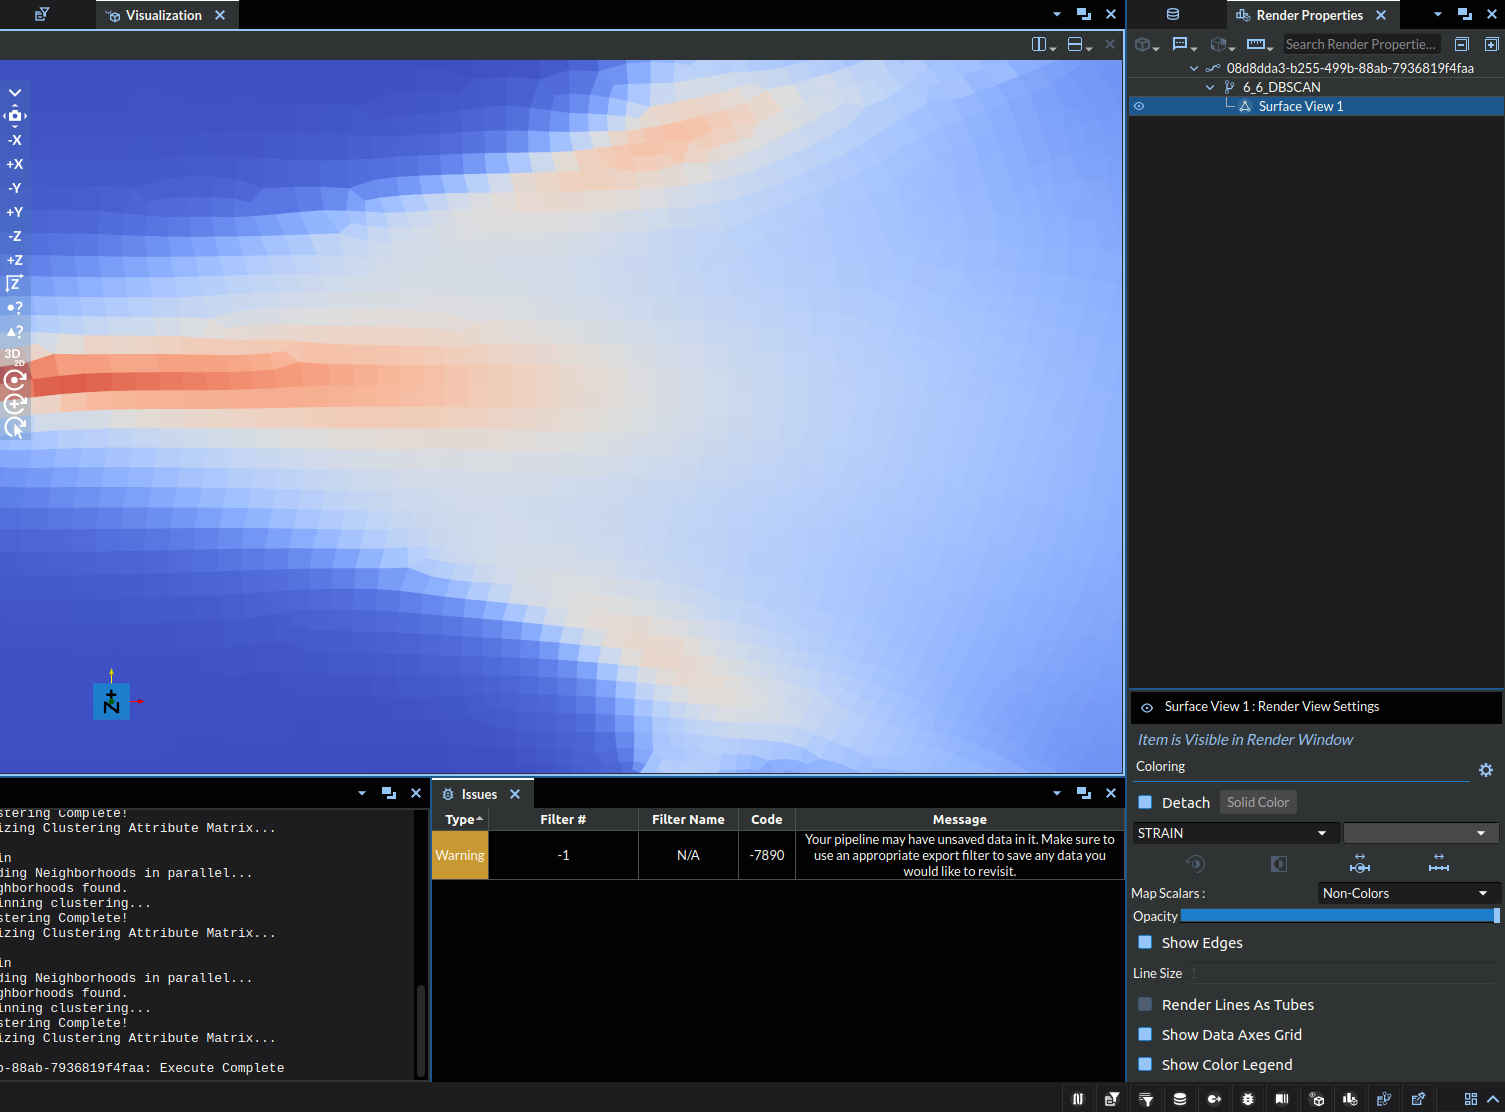 Visualization
Render Properties
Search Render Propertie...
08d8dda3-b255-499b-88ab-7936819f4faa
6_6_DBSCAN
Surface View 1
-X
+X
-Y
+Y
-Z
+Z
Z
?
?
3D
2D
+Z
Surface View 1 : Render View Settings
Item is Visible in Render Window
Coloring
Detach
Solid Color
STRAIN
Map Scalars :
Non-Colors
Opacity
Show Edges
Line Size 1
Render Lines As Tubes
Show Data Axes Grid
Show Color Legend
stering Complete!
izing Clustering Attribute Matrix...
in
ding Neighborhoods in parallel...
ghborhoods found.
inning clustering...
stering Complete!
izing Clustering Attribute Matrix...
in
ding Neighborhoods in parallel...
ghborhoods found.
inning clustering...
stering Complete!
izing Clustering Attribute Matrix...
b-88ab-7936819f4faa: Execute Complete
Issues
Type Filter # Filter Name Code Message
Warning -1 N/A -7890 Your pipeline may have unsaved data in it. Make sure to
use an appropriate export filter to save any data you
would like to revisit.